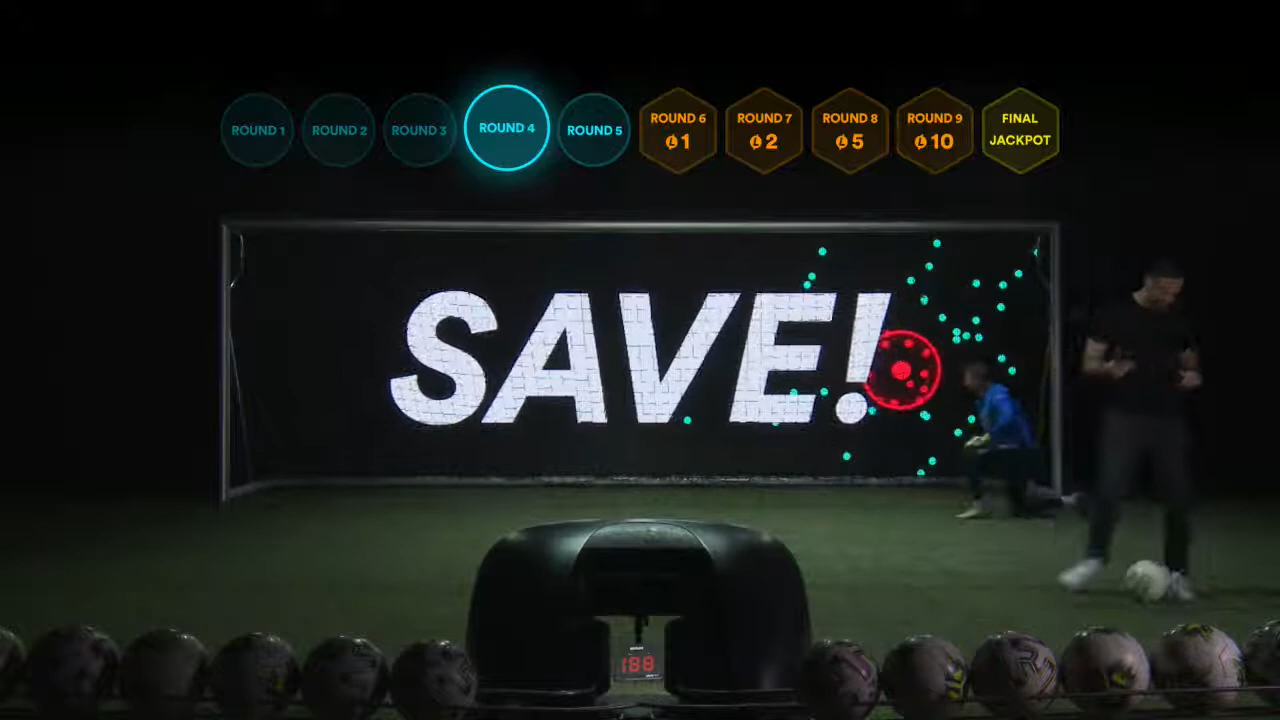 ROUND 1
ROUND 2
ROUND 3
ROUND 4
ROUND 5
ROUND 6
1
ROUND 7
2
ROUND 8
5
ROUND 9
10
FINAL
JACKPOT
SAVE!